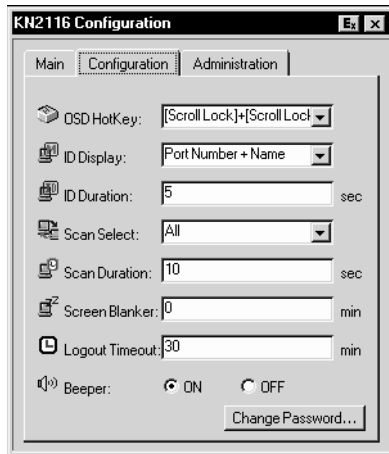 KN2116 Configuration Ex ×
Main Configuration Administration
OSD HotKey: [Scroll Lock]+[Scroll Loc
ID Display: Port Number + Name
ID Duration: 5 sec
Scan Select: All
Scan Duration: 10 sec
Screen Blanker: 0 min
Logout Timeout: 30 min
Beeper: ON OFF
Change Password...